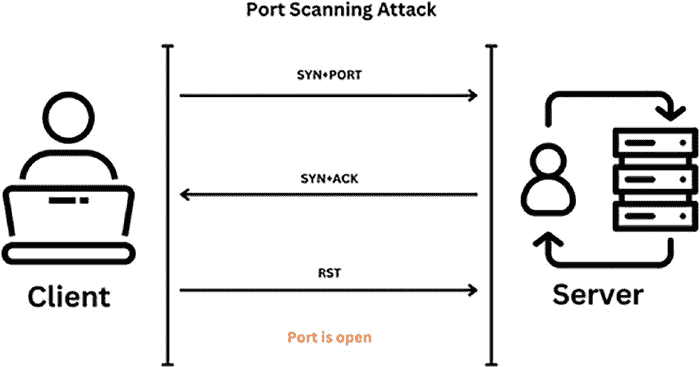 Port Scanning Attack
SYN+PORT
SYN+ACK
RST
Client
Server
Port is open